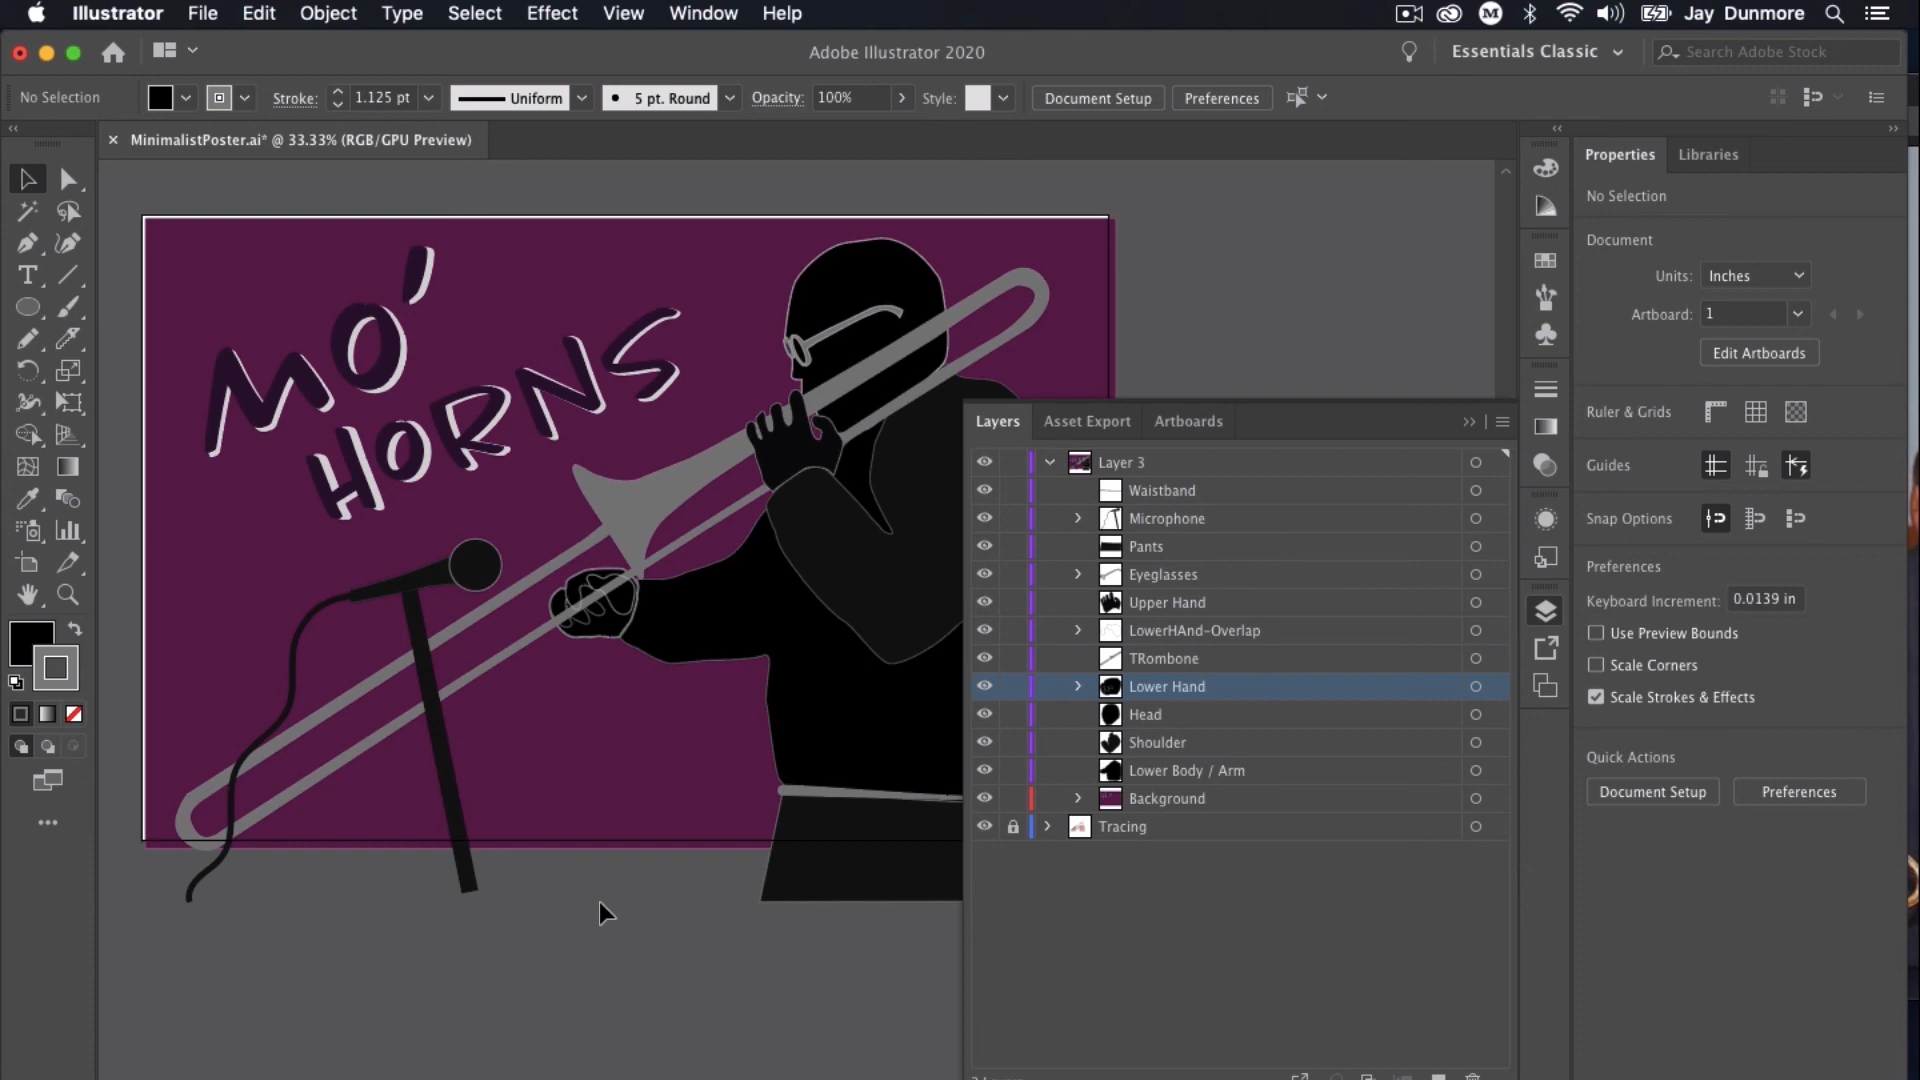 Illustrator File Edit Object Type Select Effect View Window Help
M
Jay Dunmore
Adobe Illustrator 2020
Essentials Classic
Search Adobe Stock
No Selection
Stroke: 1.125 pt
Uniform
5 pt. Round
Opacity: 100%
Style:
Document Setup
Preferences
MinimalistPoster.ai* @ 33.33% (RGB/GPU Preview)
MO'
HORNS
Layers Asset Export Artboards
Layer 3
Waistband
Microphone
Pants
Eyeglasses
Upper Hand
LowerHAnd-Overlap
TRombone
Lower Hand
Head
Shoulder
Lower Body / Arm
Background
Tracing
Properties Libraries
No Selection
Document
Units: Inches
Artboard: 1
Edit Artboards
Ruler & Grids
Guides
Snap Options
Preferences
Keyboard Increment: 0.0139 in
Use Preview Bounds
Scale Corners
Scale Strokes & Effects
Quick Actions
Document Setup
Preferences